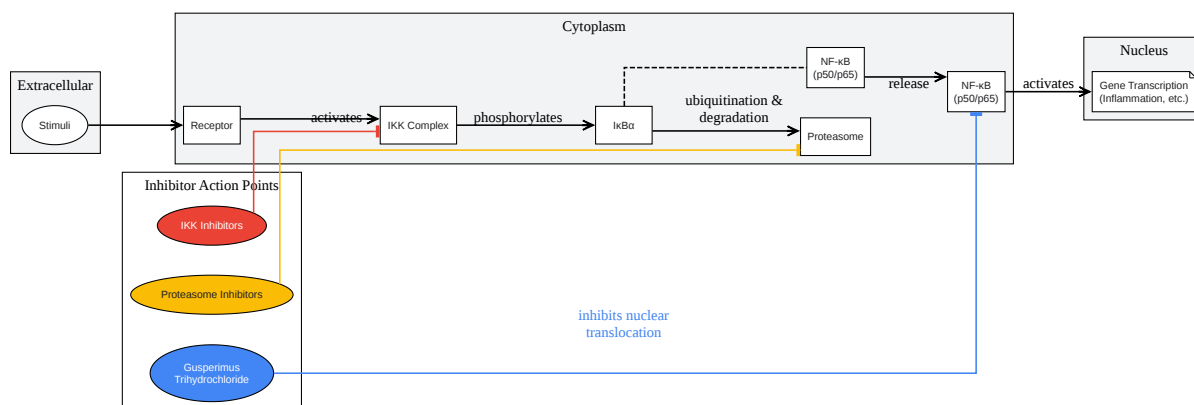 Cytoplasm
Nucleus
Extracellular
NF-κB
(p50/p65)
release
NF-κB
(p50/p65)
activates
Gene Transcription
(Inflammation, etc.)
Stimuli
Receptor
activates
IKK Complex
phosphorylates
IκBα
ubiquitination &
degradation
Proteasome
Inhibitor Action Points
IKK Inhibitors
Proteasome Inhibitors
inhibits nuclear
translocation
Gusperimus
Trihydrochloride